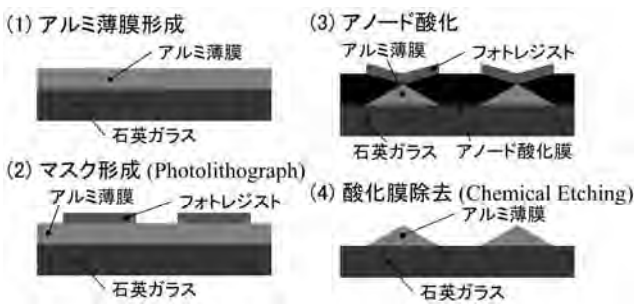 (1) アルミ薄膜形成
アルミ薄膜
石英ガラス
(2) マスク形成 (Photolithograph)
アルミ薄膜 フォトレジスト
石英ガラス
(3) アノード酸化
アルミ薄膜 フォトレジスト
石英ガラス アノード酸化膜
(4) 酸化膜除去 (Chemical Etching)
アルミ薄膜
石英ガラス